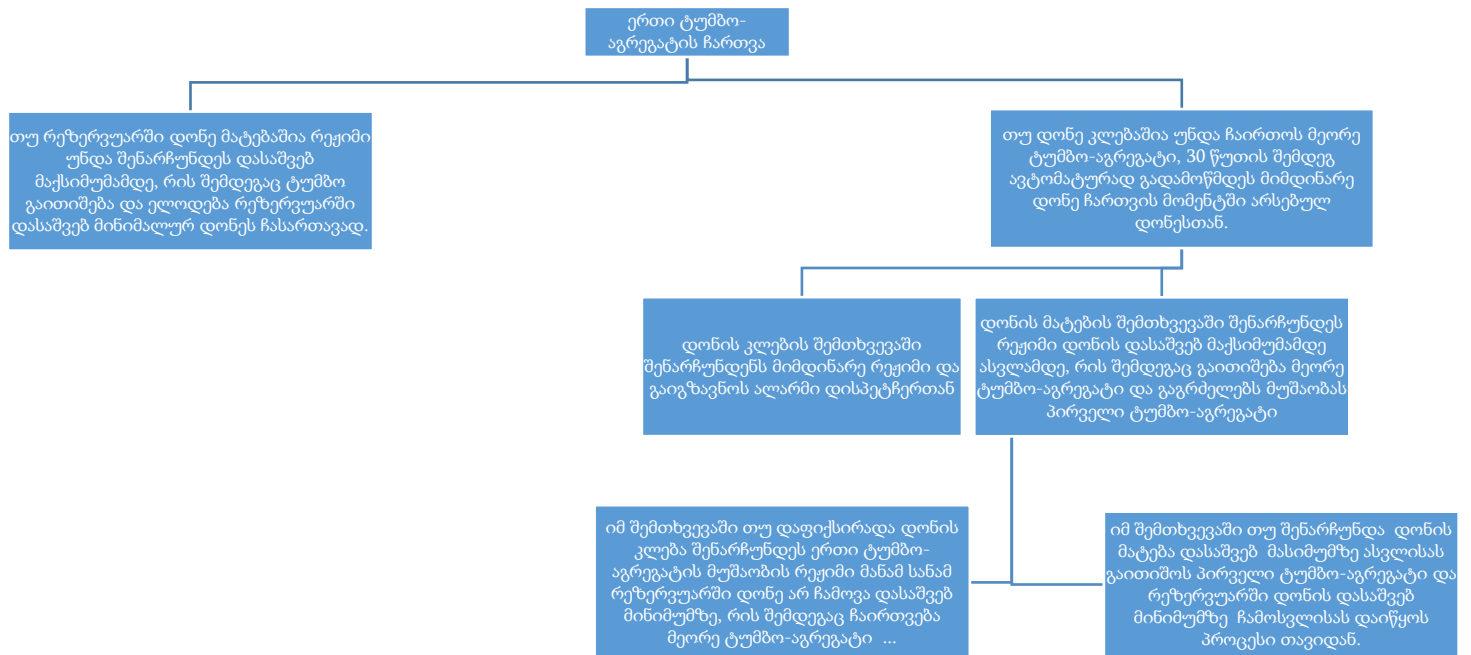 ერთი ტუმბო-
აგრეგატის ჩართვა
თუ რეზერვუარში დონე მატებაშია რეჟიმი
უნდა შენარჩუნდეს დასაშვებ
მაქსიმუმამდე, რის შემდეგაც ტუმბო
გაითიშება და ელოდება რეზერვუარში
დასაშვებ მინიმალურ დონეს ჩასართავად.
თუ დონე კლებაშია უნდა ჩაირთოს მეორე
ტუმბო-აგრეგატი, 30 წუთის შემდეგ
ავტომატურად გადამოწმდეს მიმდინარე
დონე ჩართვის მომენტში არსებულ
დონესთან.
დონის კლების შემთხვევაში
შენარჩუნდენს მიმდინარე რეჟიმი და
გაიგზავნოს ალარმი დისპეტჩერთან
დონის მატების შემთხვევაში შენარჩუნდეს
რეჟიმი დონის დასაშვებ მაქსიმუმამდე
ასვლამდე, რის შემდეგაც გაითიშება მეორე
ტუმბო-აგრეგატი და გაგრძელებს მუშაობას
პირველი ტუმბო-აგრეგატი
იმ შემთხვევაში თუ დაფიქსირადა დონის
კლება შენარჩუნდეს ერთი ტუმბო-
აგრეგატის მუშაობის რეჟიმი მანამ სანამ
რეზერვუარში დონე არ ჩამოვა დასაშვებ
მინიმუმზე, რის შემდეგაც ჩაირთვება
მეორე ტუმბო-აგრეგატი ...
იმ შემთხვევაში თუ შენარჩუნდა დონის
მატება დასაშვებ მასიმუმზე ასვლისას
გაითიშოს პირველი ტუმბო-აგრეგატი და
რეზერვუარში დონის დასაშვებ
მინიმუმზე ჩამოსვლისას დაიწყოს
პროცესი თავიდან.